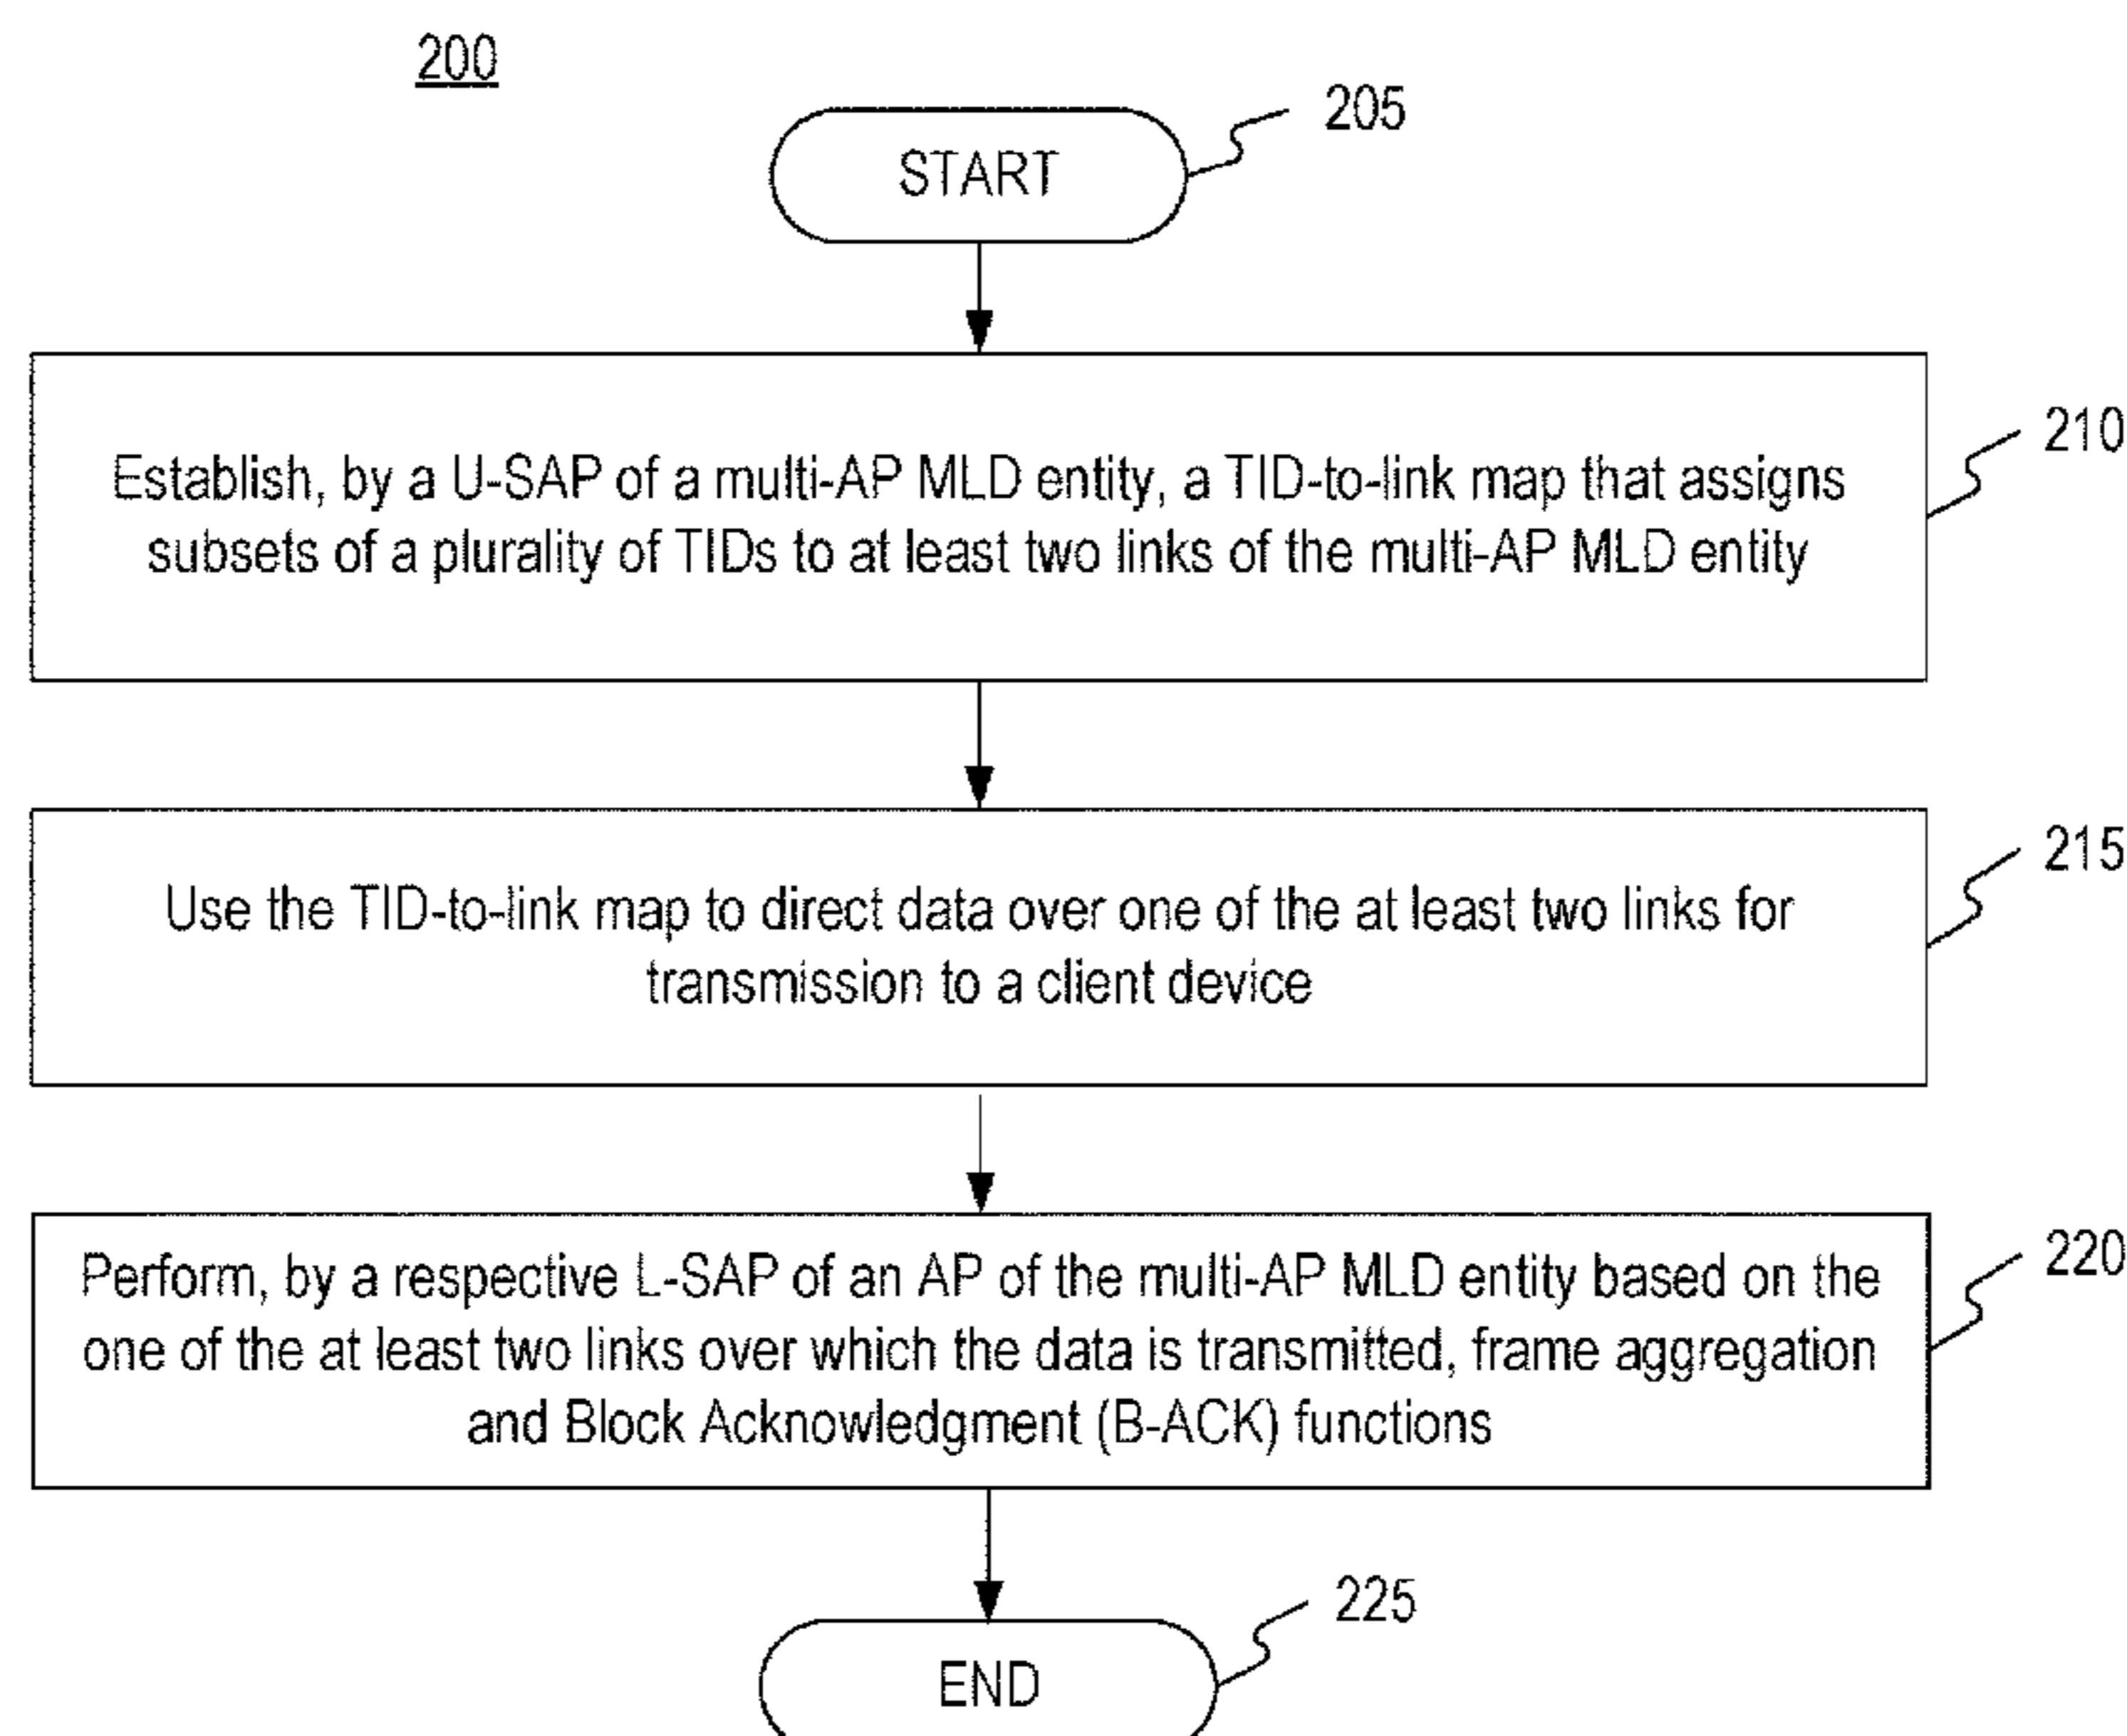 200
205
START
210
Establish, by a U-SAP of a multi-AP MLD entity, a TID-to-link map that assigns
subsets of a plurality of TIDs to at least two links of the multi-AP MLD entity
215
Use the TID-to-link map to direct data over one of the at least two links for
transmission to a client device
220
Perform, by a respective L-SAP of an AP of the multi-AP MLD entity based on the
one of the at least two links over which the data is transmitted, frame aggregation
and Block Acknowledgment (B-ACK) functions
225
END